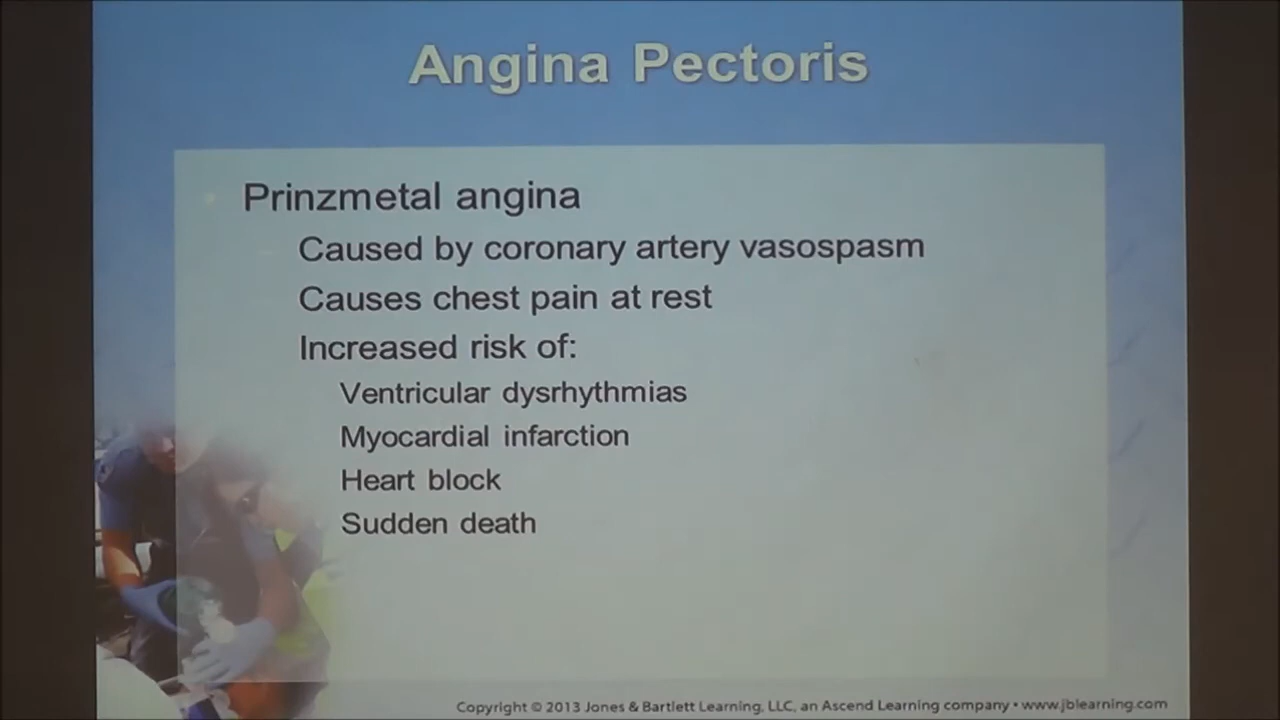 Angina Pectoris
Prinzmetal angina
Caused by coronary artery vasospasm
Causes chest pain at rest
Increased risk of:
Ventricular dysrhythmias
Myocardial infarction
Heart block
Sudden death
Copyright © 2013 Jones & Bartlett Learning, LLC, an Ascend Learning company • www.jblearning.com